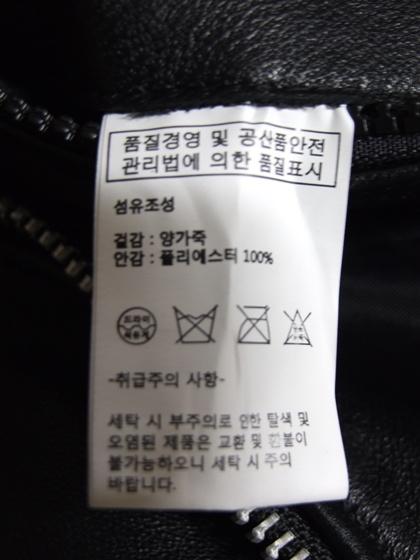 품질경영 및 공산품안전
관리법에 의한 품질표시
섬유조성
겉감 : 양가죽
안감 : 폴리에스터 100%
드라이
-취급주의 사항-
세탁 시 부주의로 인한 탈색 및
오염된 제품은 교환 및 환불이
불가능하오니 세탁 시 주의
바랍니다.